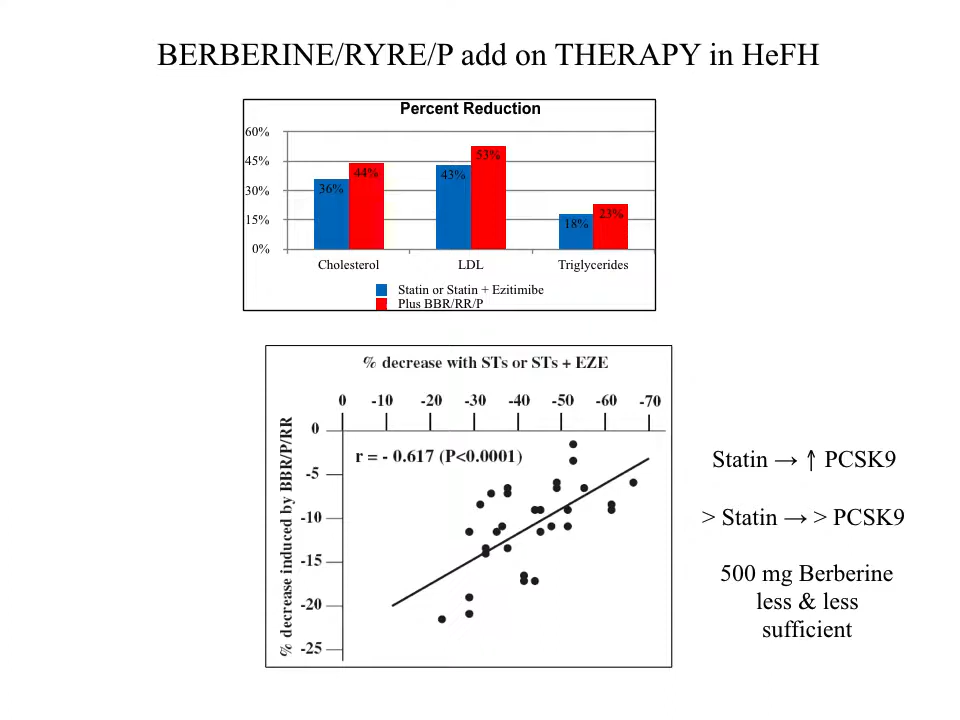 BERBERINE/RYRE/P add on THERAPY in HeFH
Percent Reduction
60%
45%
30%
15%
0%
36%
44%
43%
53%
18%
23%
Cholesterol
LDL
Triglycerides
Statin or Statin + Ezitimibe
Plus BBR/RR/P
% decrease with STs or STs + EZE
0 -10 -20 -30 -40 -50 -60 -70
% decrease induced by BBR/P/RR
0
-5
-10
-15
-20
-25
r = - 0.617 (P<0.0001)
Statin → ↑ PCSK9
> Statin → > PCSK9
500 mg Berberine
less & less
sufficient